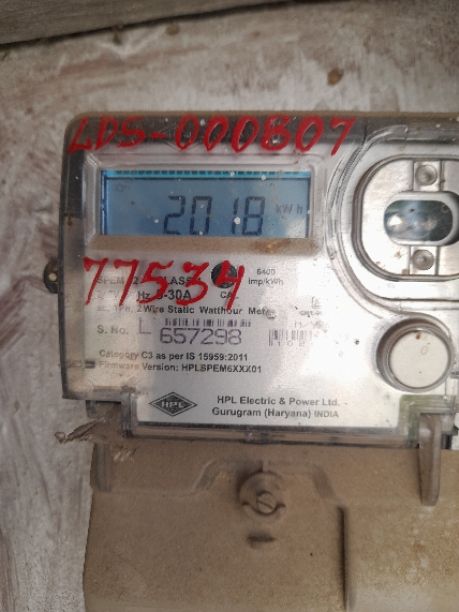 LDS-000807
2018 kWh
77534
6400
imp/kWh
-30A
2 Wire Static Watthour Meter
S. No. L 657298
Category C3 as per IS 15959:2011
Firmware Version: HPLSPEM6XXX01
HPL
HPL Electric & Power Ltd.
Gurugram (Haryana) INDIA